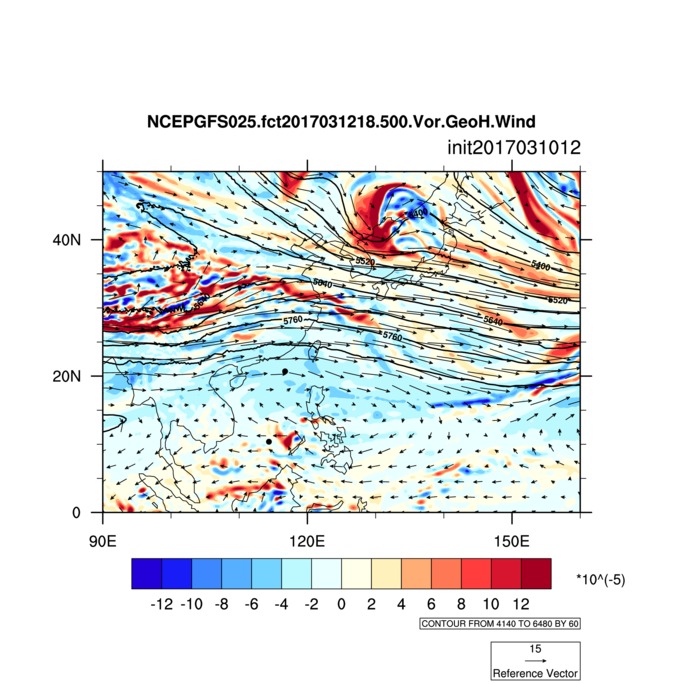 NCEPGFS025.fct2017031218.500.Vor.GeoH.Wind
init2017031012
40N
20N
0
5400
5520
5640
5760
5760
5640
5520
5400
90E 120E 150E
-12 -10 -8 -6 -4 -2 0 2 4 6 8 10 12
*10^(-5)
CONTOUR FROM 4140 TO 6480 BY 60
15
Reference Vector